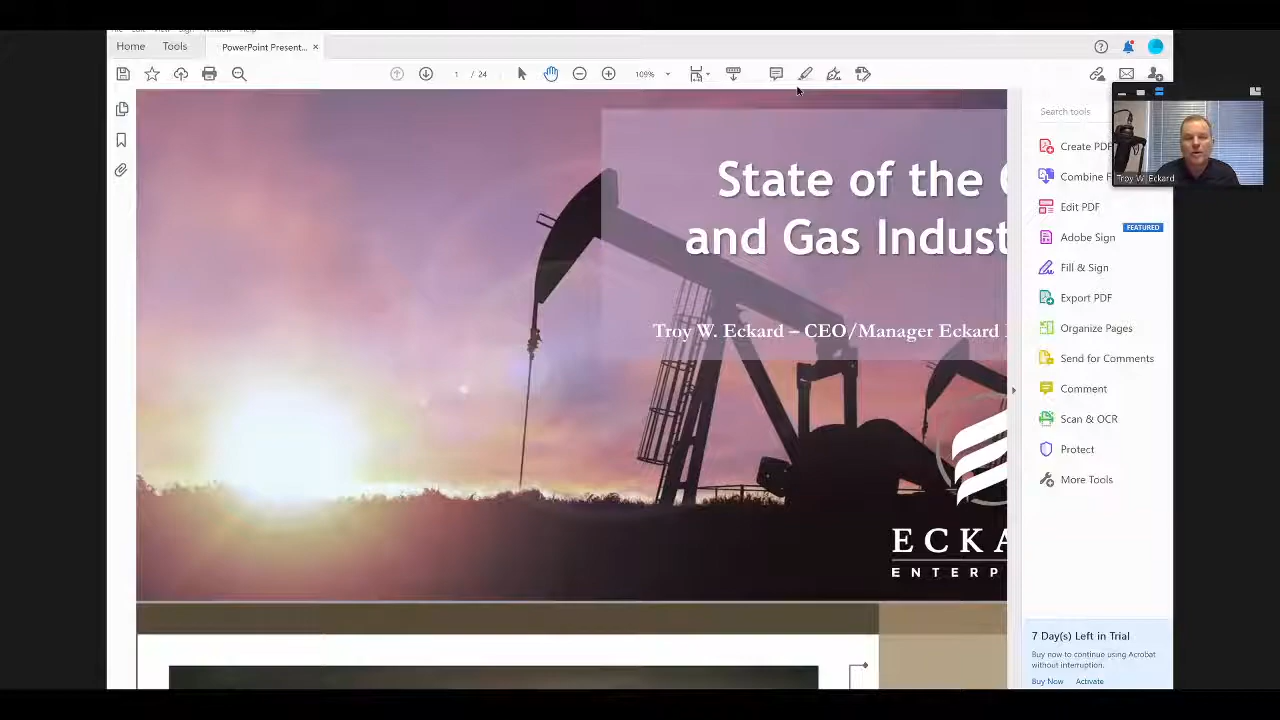 Home
Tools
PowerPoint Present...
1 / 24
109%
Search tools
State of the
and Gas Indust
Troy W. Eckard – CEO/Manager Eckard
ECKA
ENTERP
Troy W. Eckard
Create PDF
Combine F
Edit PDF
FEATURED
Adobe Sign
Fill & Sign
Export PDF
Organize Pages
Send for Comments
Comment
Scan & OCR
Protect
More Tools
7 Day(s) Left in Trial
Buy now to continue using Acrobat
without interruption.
Buy Now
Activate